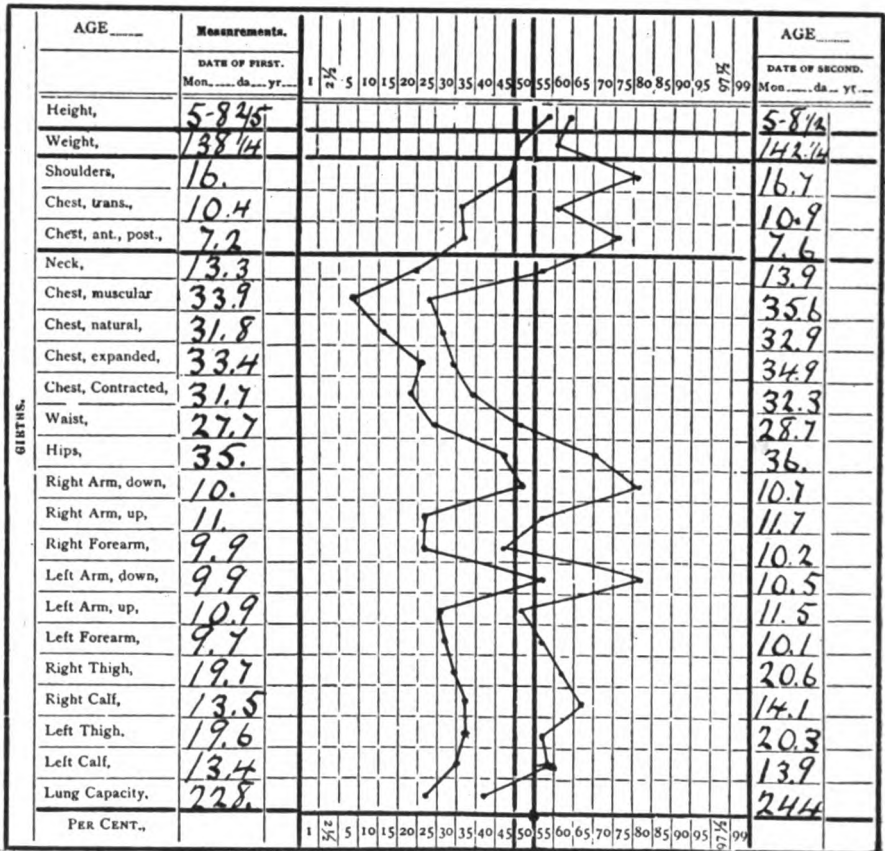 AGE Measurements. AGE
DATE OF FIRST. DATE OF SECOND.
Mon. da yr 1 2½ 5 10 15 20 25 30 35 40 45 50 55 60 65 70 75 80 85 90 95 97½ 99 Mon. da yr
Height, 5-8 2/5 5-8 1/2
Weight, 138 1/4 142 1/4
Shoulders, 16. 16.7
Chest, trans., 10.4 10.9
Chest, ant., post., 7.2 7.6
GIRTHS.
Neck, 13.3 13.9
Chest, muscular 33.9 35.6
Chest, natural, 31.8 32.9
Chest, expanded, 33.4 34.9
Chest, Contracted, 31.7 32.3
Waist, 27.7 28.7
Hips, 35. 36.
Right Arm, down, 10. 10.7
Right Arm, up, 11. 11.7
Right Forearm, 9.9 10.2
Left Arm, down, 9.9 10.5
Left Arm, up, 10.9 11.5
Left Forearm, 9.7 10.1
Right Thigh, 19.7 20.6
Right Calf, 13.5 14.1
Left Thigh. 19.6 20.3
Left Calf, 13.4 13.9
Lung Capacity. 228. 244
PER CENT., 1 2½ 5 10 15 20 25 30 35 40 45 50 55 60 65 70 75 80 85 90 95 97½ 99